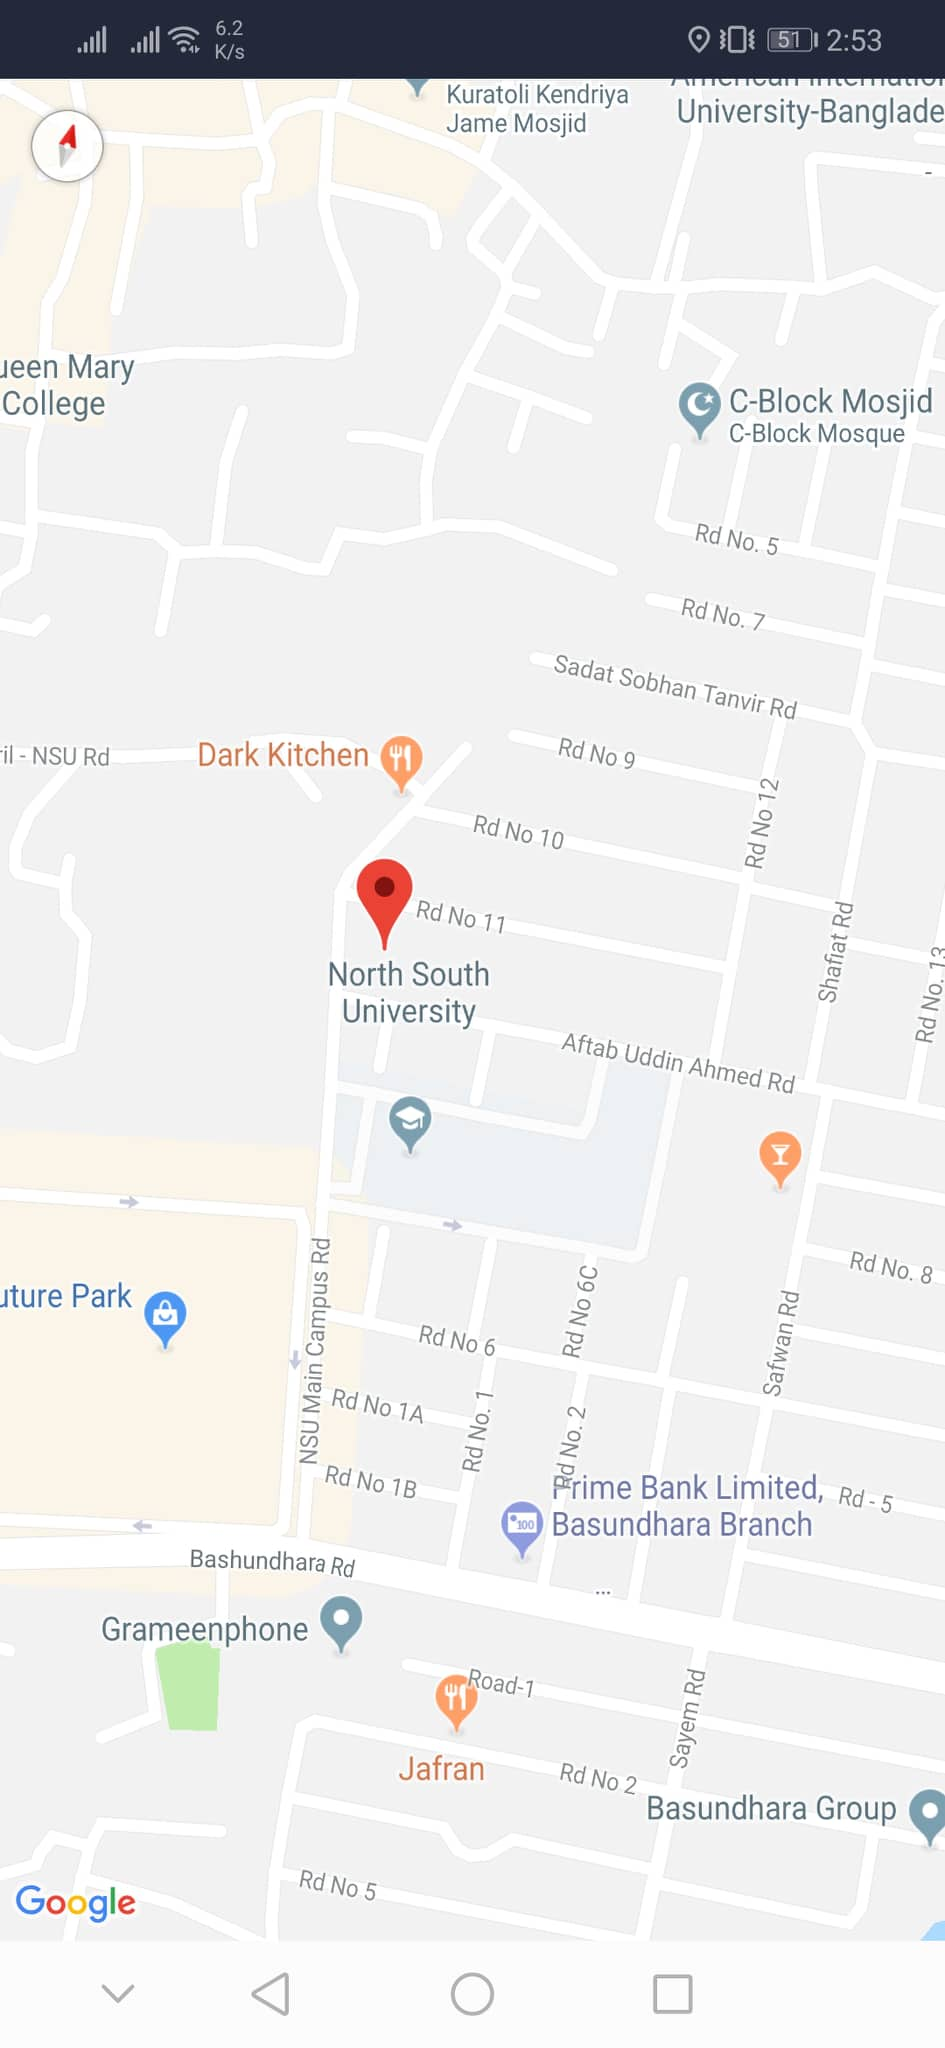 6.2
K/s
51
2:53
Kuratoli Kendriya
Jame Mosjid
American Internation
University-Banglade
ueen Mary
College
C-Block Mosjid
C-Block Mosque
Rd No. 5
Rd No. 7
Sadat Sobhan Tanvir Rd
ril - NSU Rd
Dark Kitchen
Rd No 9
Rd No 10
Rd No 12
Rd No 11
Shafiat Rd
Rd No. 13
North South
University
Aftab Uddin Ahmed Rd
Rd No. 8
uture Park
NSU Main Campus Rd
Rd No 6C
Rd No 6
Safwan Rd
Rd No 1A
Rd No. 1
Rd No. 2
Rd No 1B
Prime Bank Limited,
Basundhara Branch
100
Rd - 5
Bashundhara Rd
...
Grameenphone
Road-1
Sayem Rd
Jafran
Rd No 2
Basundhara Group
Rd No 5
Google